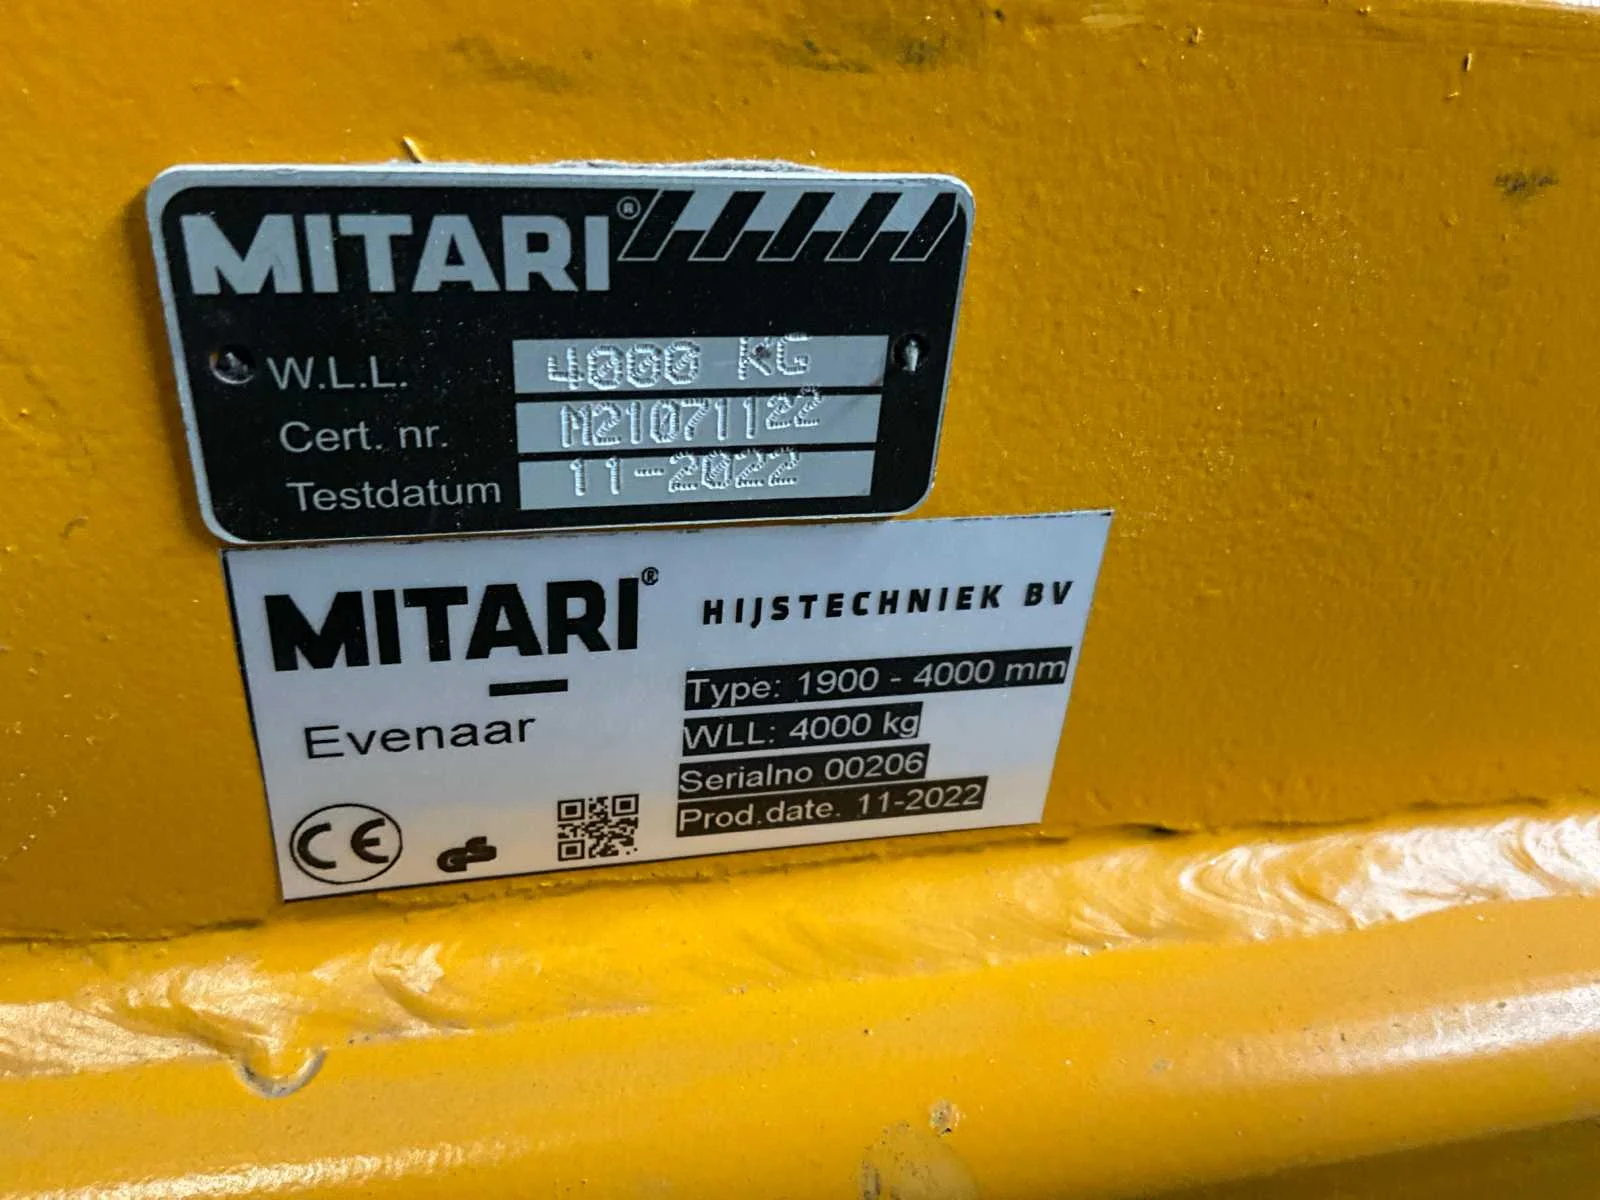 MITARI®
W.L.L. 4000 KG
Cert. nr. M21071122
Testdatum 11-2022
MITARI® HIJSTECHNIEK BV
Evenaar
Type: 1900 - 4000 mm
WLL: 4000 kg
Serialno 00206
Prod.date. 11-2022
CE GS